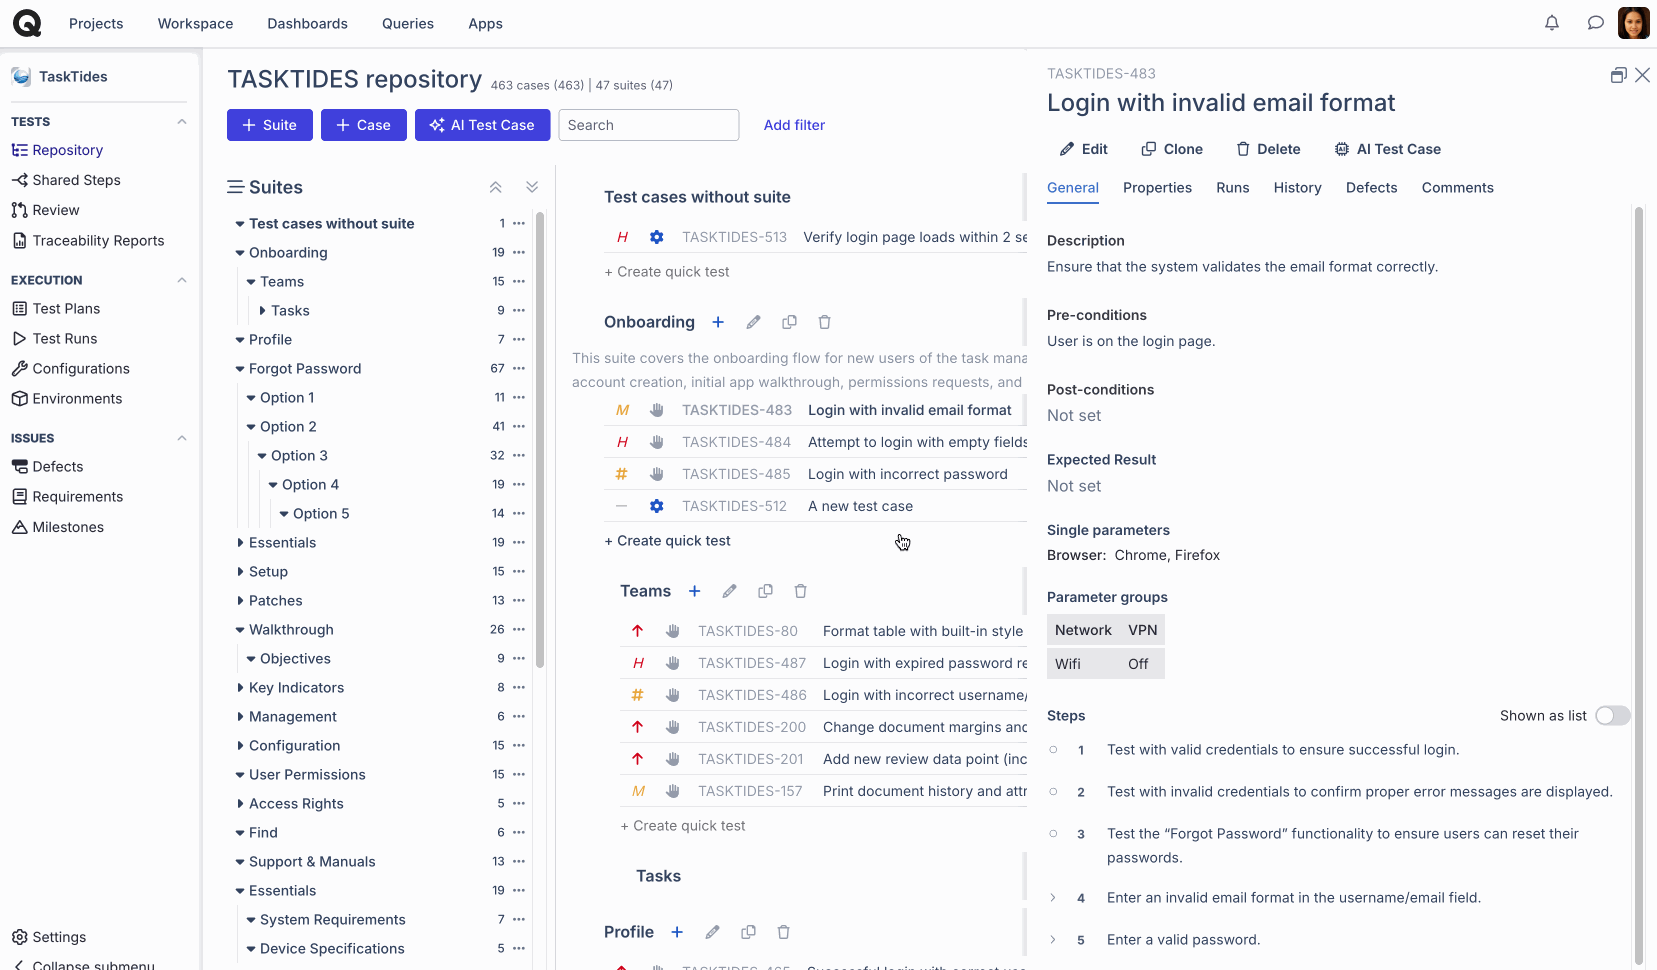 Projects
Workspace
Dashboards
Queries
Apps
TaskTides
TESTS
Repository
Shared Steps
Review
Traceability Reports
EXECUTION
Test Plans
Test Runs
Configurations
Environments
ISSUES
Defects
Requirements
Milestones
Settings
Collapse submenu
TASKTIDES repository 463 cases (463) | 47 suites (47)
+ Suite
+ Case
AI Test Case
Search
Add filter
Suites
Test cases without suite 1
Onboarding 19
Teams 15
Tasks 9
Profile 7
Forgot Password 67
Option 1 11
Option 2 41
Option 3 32
Option 4 19
Option 5 14
Essentials 19
Setup 15
Patches 13
Walkthrough 26
Objectives 9
Key Indicators 8
Management 6
Configuration 15
User Permissions 15
Access Rights 5
Find 6
Support & Manuals 13
Essentials 19
System Requirements 7
Device Specifications 5
Test cases without suite
H TASKTIDES-513 Verify login page loads within 2 se
+ Create quick test
Onboarding
This suite covers the onboarding flow for new users of the task mana
account creation, initial app walkthrough, permissions requests, and
M TASKTIDES-483 Login with invalid email format
H TASKTIDES-484 Attempt to login with empty fields
# TASKTIDES-485 Login with incorrect password
TASKTIDES-512 A new test case
+ Create quick test
Teams
TASKTIDES-80 Format table with built-in style
H TASKTIDES-487 Login with expired password re
# TASKTIDES-486 Login with incorrect username/
TASKTIDES-200 Change document margins and
TASKTIDES-201 Add new review data point (inc
M TASKTIDES-157 Print document history and attr
+ Create quick test
Tasks
Profile
TASKTIDES-483
Login with invalid email format
Edit
Clone
Delete
AI Test Case
General
Properties
Runs
History
Defects
Comments
Description
Ensure that the system validates the email format correctly.
Pre-conditions
User is on the login page.
Post-conditions
Not set
Expected Result
Not set
Single parameters
Browser: Chrome, Firefox
Parameter groups
Network VPN
Wifi Off
Steps
Shown as list
1 Test with valid credentials to ensure successful login.
2 Test with invalid credentials to confirm proper error messages are displayed.
3 Test the “Forgot Password” functionality to ensure users can reset their
passwords.
4 Enter an invalid email format in the username/email field.
5 Enter a valid password.